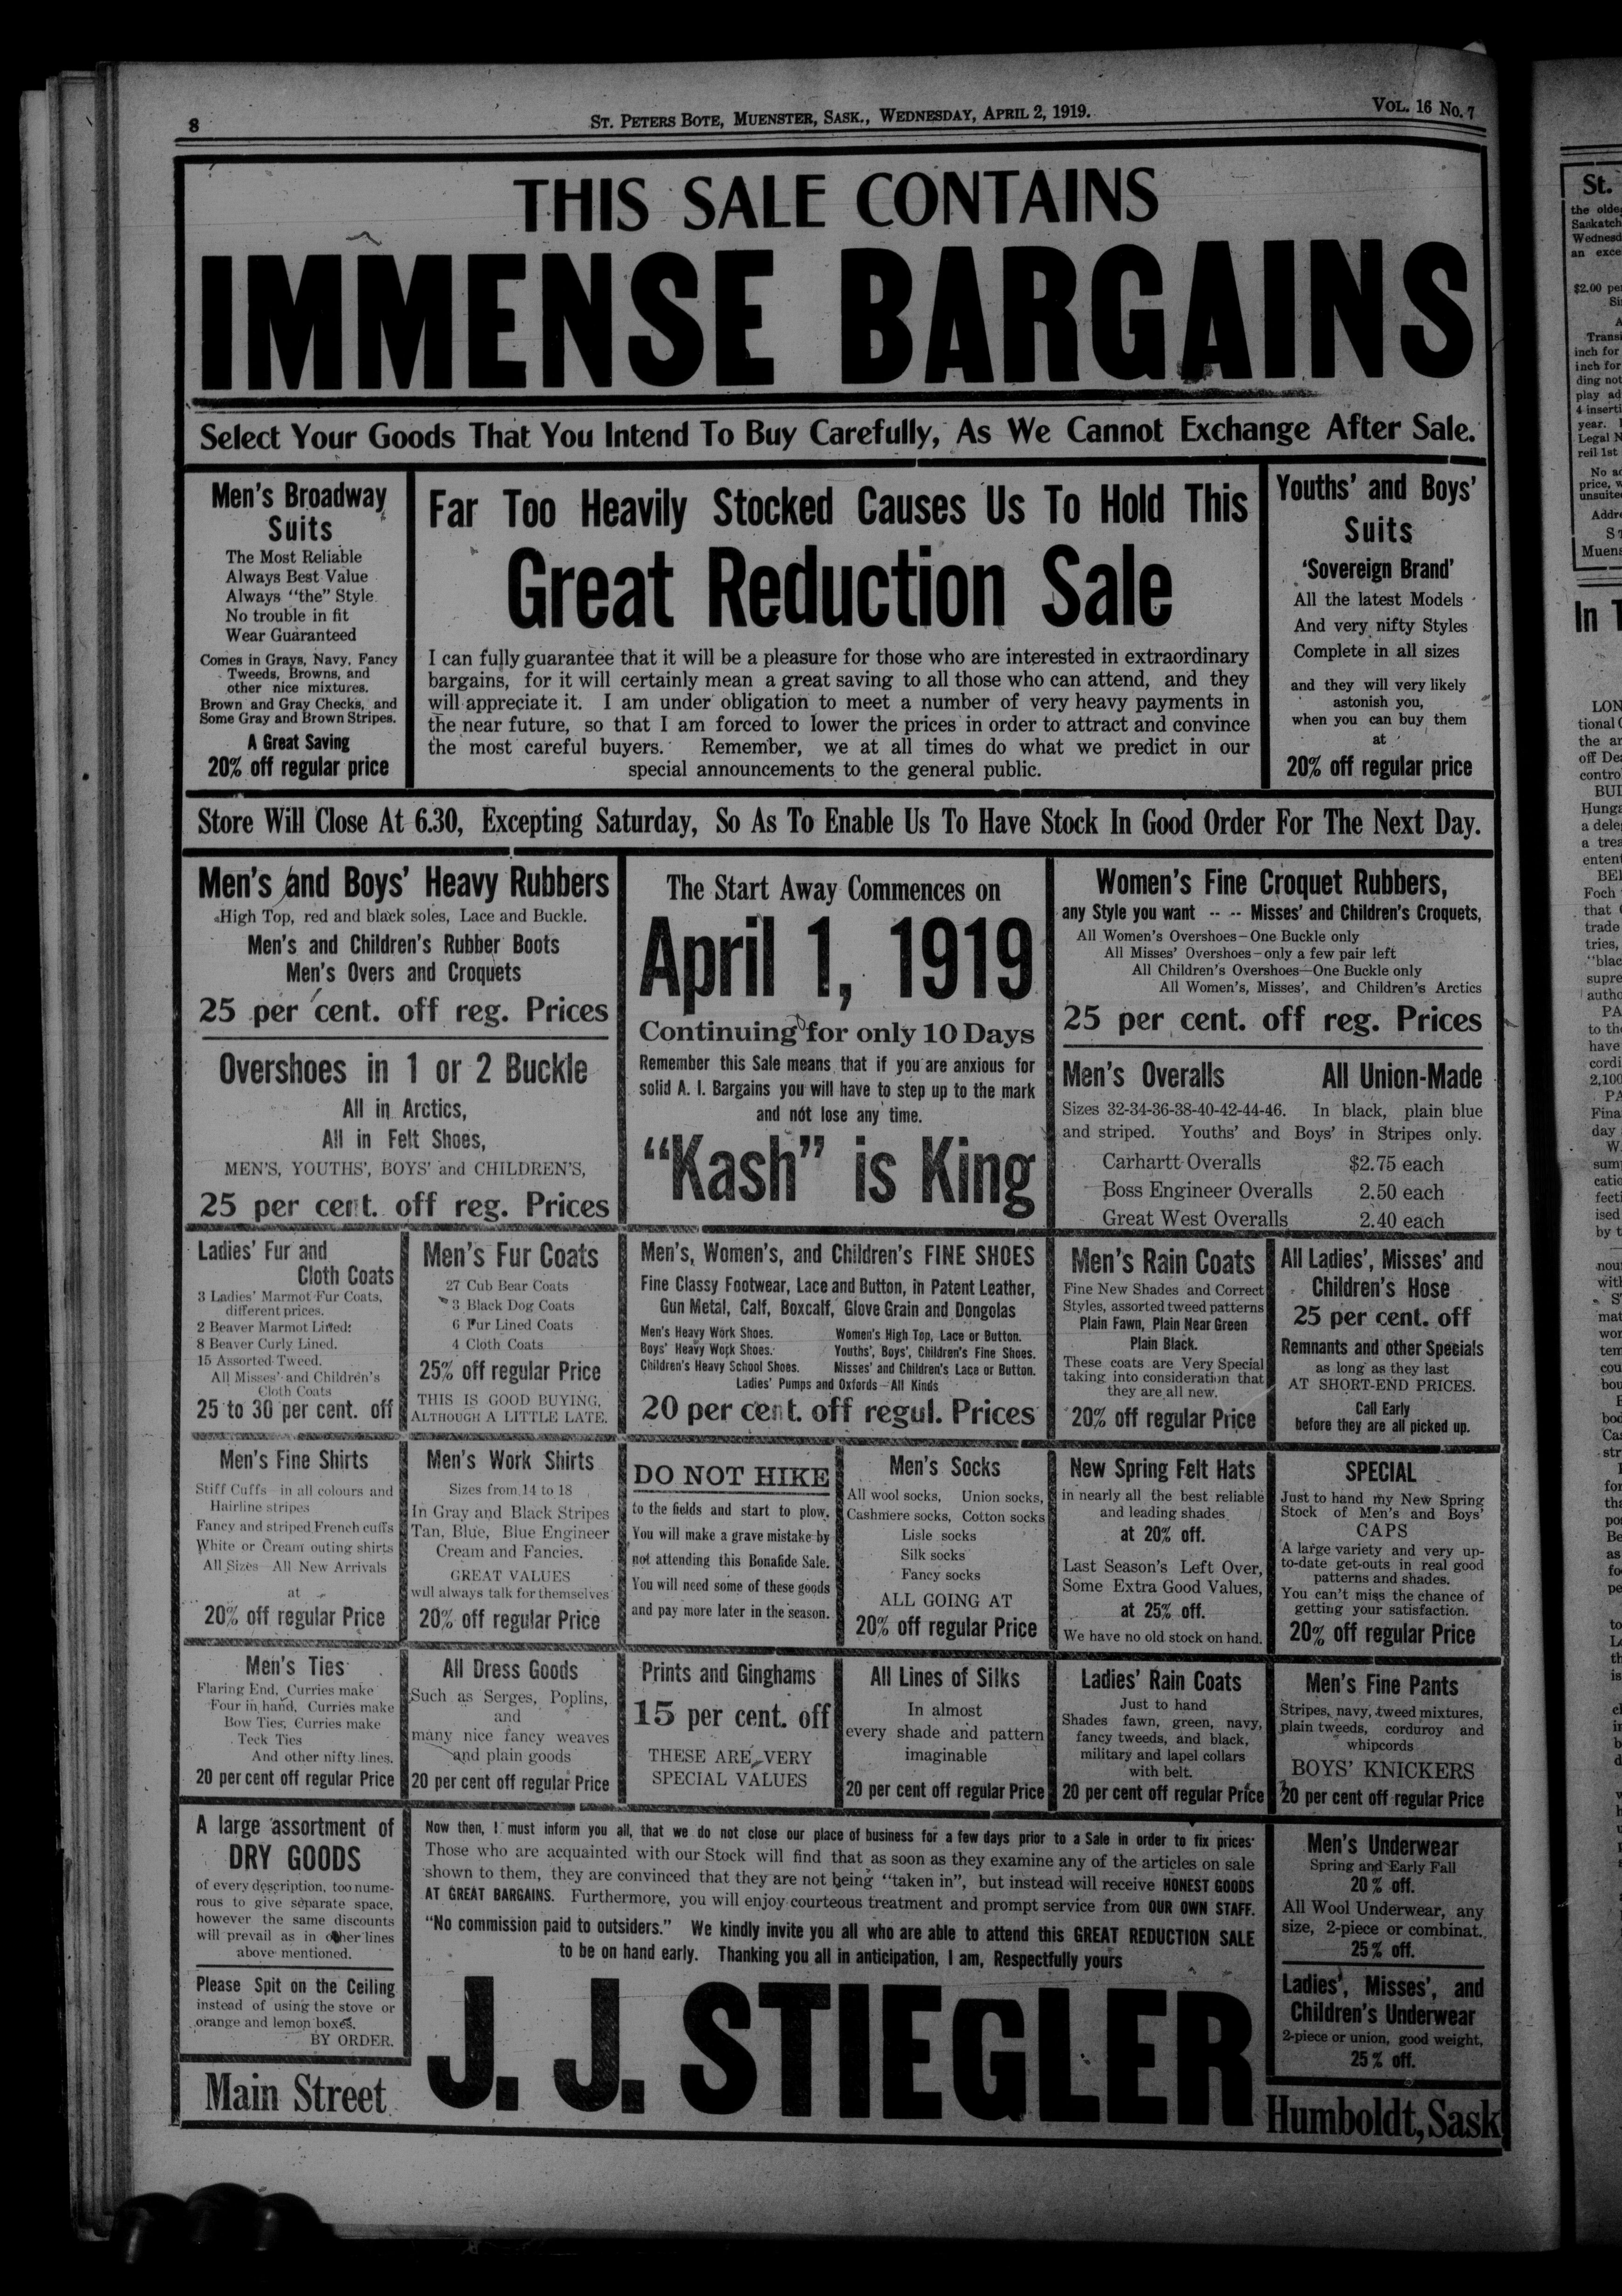 8
ST. PETERS BOTE, MUENSTER, SASK., WEDNESDAY, APRIL 2, 1919.
VOL. 16 No. 7
THIS SALE CONTAINS
IMMENSE BARGAINS
Select Your Goods That You Intend To Buy Carefully, As We Cannot Exchange After Sale.
Men's Broadway
Suits
The Most Reliable
Always Best Value
Always "the" Style
No trouble in fit
Wear Guaranteed
Comes in Grays, Navy, Fancy
Tweeds, Browns, and
other nice mixtures.
Brown and Gray Checks, and
Some Gray and Brown Stripes.
A Great Saving
20% off regular price
Far Too Heavily Stocked Causes Us To Hold This
Great Reduction Sale
I can fully guarantee that it will be a pleasure for those who are interested in extraordinary
bargains, for it will certainly mean a great saving to all those who can attend, and they
will appreciate it. I am under obligation to meet a number of very heavy payments in
the near future, so that I am forced to lower the prices in order to attract and convince
the most careful buyers. Remember, we at all times do what we predict in our
special announcements to the general public.
Youths' and Boys'
Suits
'Sovereign Brand'
All the latest Models
And very nifty Styles
Complete in all sizes
and they will very likely
astonish you,
when you can buy them
at
20% off regular price
Store Will Close At 6.30, Excepting Saturday, So As To Enable Us To Have Stock In Good Order For The Next Day.
Men's and Boys' Heavy Rubbers
High Top, red and black soles, Lace and Buckle.
Men's and Children's Rubber Boots
Men's Overs and Croquets
25 per cent. off reg. Prices
Overshoes in 1 or 2 Buckle
All in Arctics,
All in Felt Shoes,
MEN'S, YOUTHS', BOYS' and CHILDREN'S,
25 per cent. off reg. Prices
The Start Away Commences on
April 1, 1919
Continuing for only 10 Days
Remember this Sale means that if you are anxious for
solid A. I. Bargains you will have to step up to the mark
and not lose any time.
"Kash" is King
Women's Fine Croquet Rubbers,
any Style you want -- -- Misses' and Children's Croquets,
All Women's Overshoes—One Buckle only
All Misses' Overshoes—only a few pair left
All Children's Overshoes—One Buckle only
All Women's, Misses', and Children's Arctics
25 per cent. off reg. Prices
Men's Overalls All Union-Made
Sizes 32-34-36-38-40-42-44-46. In black, plain blue
and striped. Youths' and Boys' in Stripes only.
Carhartt Overalls $2.75 each
Boss Engineer Overalls 2.50 each
Great West Overalls 2.40 each
Ladies' Fur and
Cloth Coats
3 Ladies' Marmot Fur Coats,
different prices.
2 Beaver Marmot Lined:
8 Beaver Curly Lined.
15 Assorted Tweed.
All Misses' and Children's
Cloth Coats
25 to 30 per cent. off
Men's Fur Coats
27 Cub Bear Coats
3 Black Dog Coats
6 Fur Lined Coats
4 Cloth Coats
25% off regular Price
THIS IS GOOD BUYING,
ALTHOUGH A LITTLE LATE.
Men's, Women's, and Children's FINE SHOES
Fine Classy Footwear, Lace and Button, in Patent Leather,
Gun Metal, Calf, Boxcalf, Glove Grain and Dongolas
Men's Heavy Work Shoes. Women's High Top, Lace or Button.
Boys' Heavy Work Shoes. Youths', Boys', Children's Fine Shoes.
Children's Heavy School Shoes. Misses' and Children's Lace or Button.
Ladies' Pumps and Oxfords—All Kinds
20 per cent. off regul. Prices
Men's Rain Coats
Fine New Shades and Correct
Styles, assorted tweed patterns
Plain Fawn, Plain Near Green
Plain Black.
These coats are Very Special
taking into consideration that
they are all new.
20% off regular Price
All Ladies', Misses' and
Children's Hose
25 per cent. off
Remnants and other Specials
as long as they last
AT SHORT-END PRICES.
Call Early
before they are all picked up.
Men's Fine Shirts
Stiff Cuffs in all colours and
Hairline stripes
Fancy and striped French cuffs
White or Cream outing shirts
All Sizes—All New Arrivals
at
20% off regular Price
Men's Work Shirts
Sizes from 14 to 18
In Gray and Black Stripes
Tan, Blue, Blue Engineer
Cream and Fancies.
GREAT VALUES
will always talk for themselves
20% off regular Price
DO NOT HIKE
to the fields and start to plow.
You will make a grave mistake by
not attending this Bonafide Sale.
You will need some of these goods
and pay more later in the season.
Men's Socks
All wool socks, Union socks,
Cashmere socks, Cotton socks
Lisle socks
Silk socks
Fancy socks
ALL GOING AT
20% off regular Price
New Spring Felt Hats
in nearly all the best reliable
and leading shades
at 20% off.
Last Season's Left Over,
Some Extra Good Values,
at 25% off.
We have no old stock on hand.
SPECIAL
Just to hand my New Spring
Stock of Men's and Boys'
CAPS
A large variety and very up-
to-date get-outs in real good
patterns and shades.
You can't miss the chance of
getting your satisfaction.
20% off regular Price
Men's Ties
Flaring End, Curries make
Four in hand, Curries make
Bow Ties, Curries make
Teck Ties
And other nifty lines.
20 per cent off regular Price
All Dress Goods
Such as Serges, Poplins,
and
many nice fancy weaves
and plain goods
20 per cent off regular Price
Prints and Ginghams
15 per cent. off
THESE ARE VERY
SPECIAL VALUES
All Lines of Silks
In almost
every shade and pattern
imaginable
20 per cent off regular Price
Ladies' Rain Coats
Just to hand
Shades fawn, green, navy,
fancy tweeds, and black,
military and lapel collars
with belt.
20 per cent off regular Price
Men's Fine Pants
Stripes, navy, tweed mixtures,
plain tweeds, corduroy and
whipcords
BOYS' KNICKERS
20 per cent off regular Price
A large assortment of
DRY GOODS
of every description, too nume-
rous to give separate space,
however the same discounts
will prevail as in other lines
above mentioned.
Please Spit on the Ceiling
instead of using the stove or
orange and lemon boxes.
BY ORDER.
Main Street
Now then, I must inform you all, that we do not close our place of business for a few days prior to a Sale in order to fix prices.
Those who are acquainted with our Stock will find that as soon as they examine any of the articles on sale
shown to them, they are convinced that they are not being "taken in", but instead will receive HONEST GOODS
AT GREAT BARGAINS. Furthermore, you will enjoy courteous treatment and prompt service from OUR OWN STAFF.
"No commission paid to outsiders." We kindly invite you all who are able to attend this GREAT REDUCTION SALE
to be on hand early. Thanking you all in anticipation, I am, Respectfully yours
J. J. STIEGLER
Men's Underwear
Spring and Early Fall
20% off.
All Wool Underwear, any
size, 2-piece or combinat.
25% off.
Ladies', Misses', and
Children's Underwear
2-piece or union, good weight,
25% off.
Humboldt, Sask